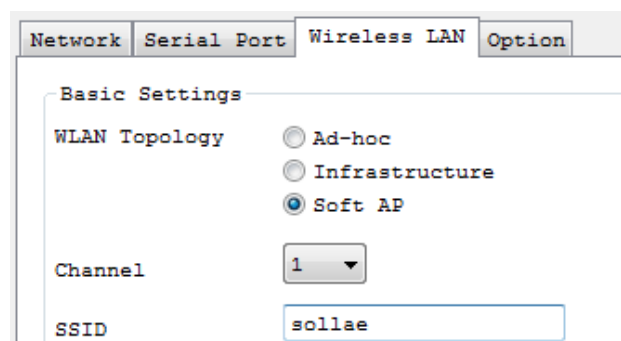 Network Serial Port Wireless LAN Option
Basic Settings
WLAN Topology Ad-hoc
Infrastructure
Soft AP
Channel 1
SSID sollae